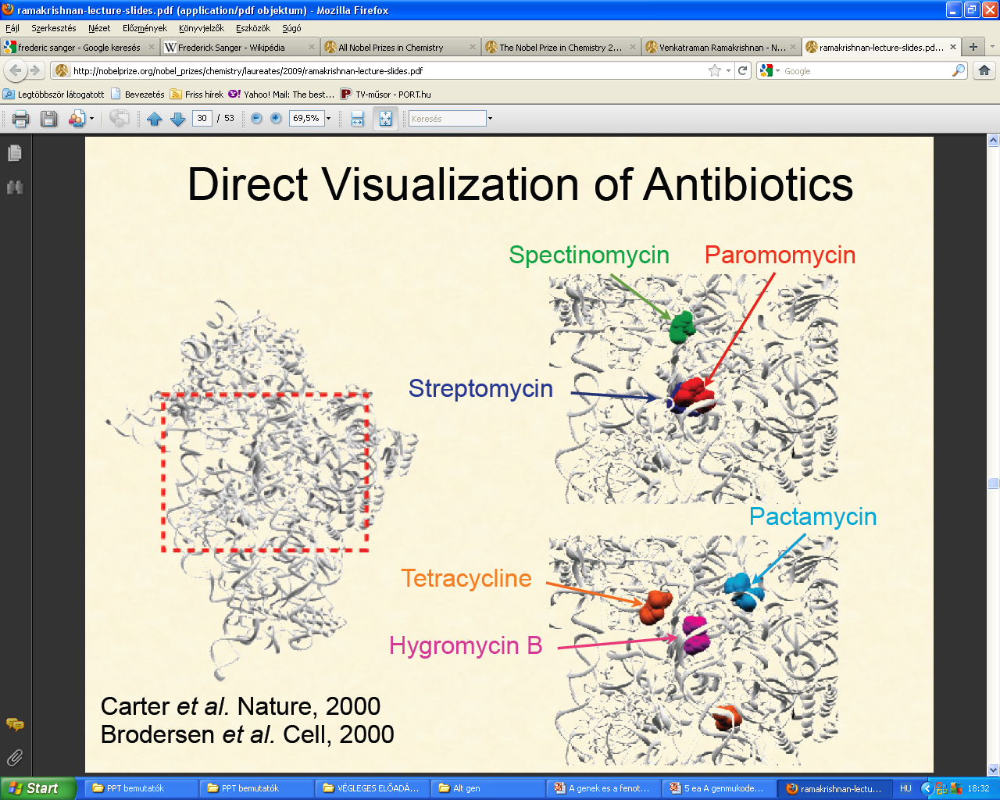 ramakrishnan-lecture-slides.pdf (application/pdf objektum) - Mozilla Firefox
Fájl Szerkesztés Nézet Előzmények Könyvjelzők Eszközök Súgó
frederic sanger - Google keresés
Frederick Sanger - Wikipédia
All Nobel Prizes in Chemistry
The Nobel Prize in Chemistry 2...
Venkatraman Ramakrishnan - N...
ramakrishnan-lecture-slides.pd...
http://nobelprize.org/nobel_prizes/chemistry/laureates/2009/ramakrishnan-lecture-slides.pdf
Google
Legtöbbször látogatott Bevezetés Friss hírek Yahoo! Mail: The best... TV-műsor - PORT.hu
30 / 53 69,5% Keresés
Direct Visualization of Antibiotics
Spectinomycin Paromomycin
Streptomycin
Pactamycin
Tetracycline
Hygromycin B
Carter et al. Nature, 2000
Brodersen et al. Cell, 2000
Start PPT bemutatók PPT bemutatók VÉGLEGES ELŐADÁ... Alt gen A genek es a fenot... 5 ea A genmukode... ramakrishnan-lectu... HU 18:32